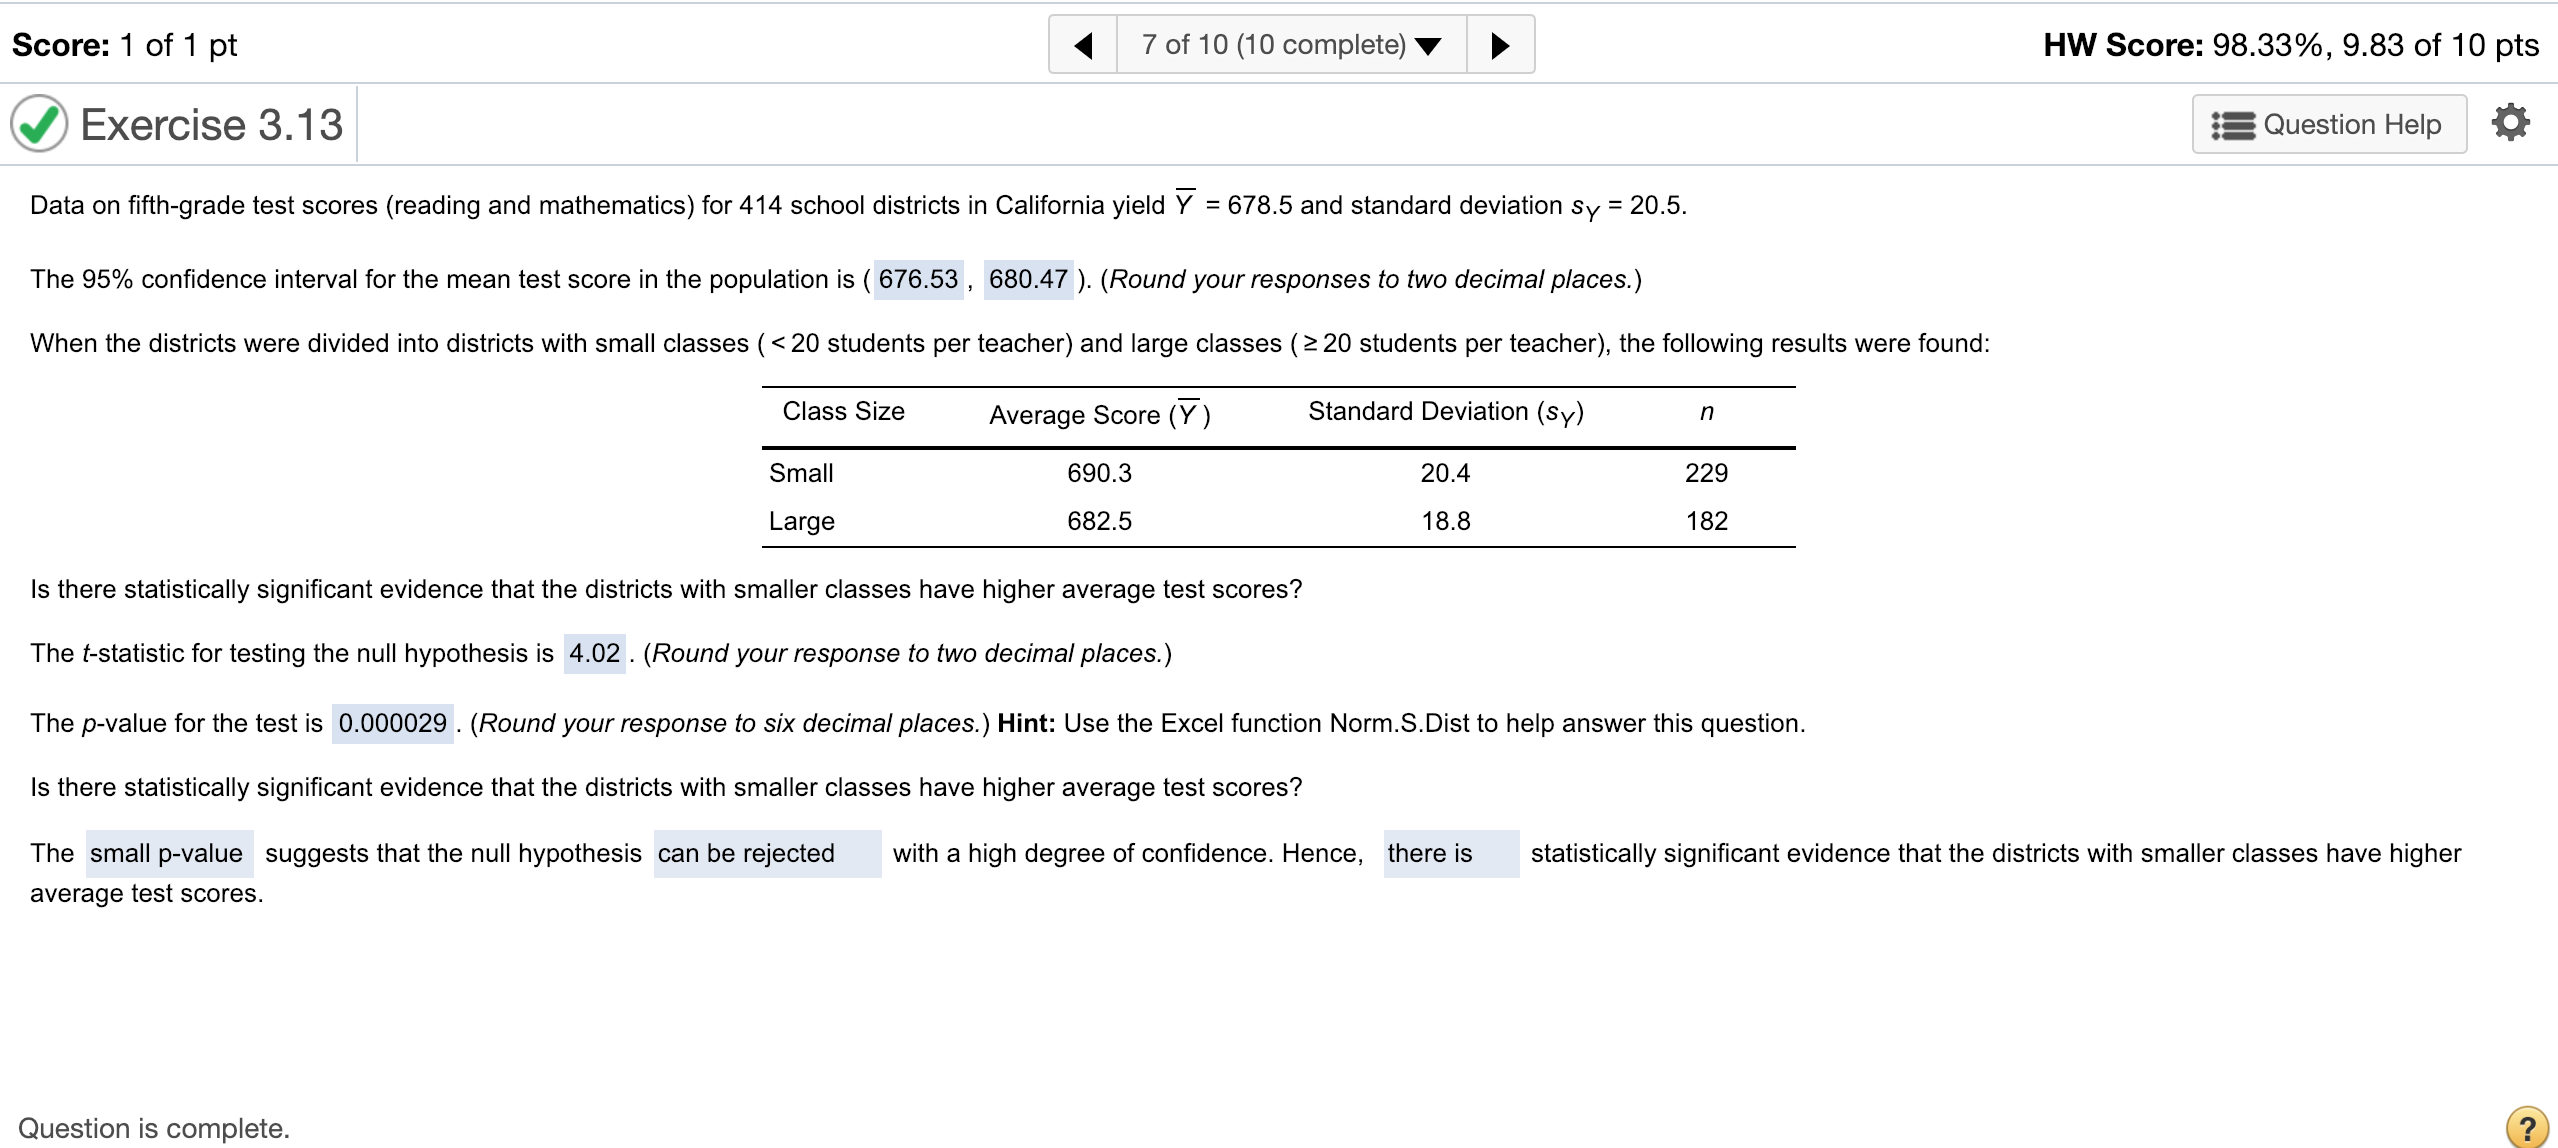 Score: 1 of 1 pt
7 of 10 (10 complete)
HW Score: 98.33%, 9.83 of 10 pts
Exercise 3.13
Question Help
Data on fifth-grade test scores (reading and mathematics) for 414 school districts in California yield Y̅ = 678.5 and standard deviation sY = 20.5.
The 95% confidence interval for the mean test score in the population is ( 676.53 , 680.47 ). (Round your responses to two decimal places.)
When the districts were divided into districts with small classes ( < 20 students per teacher) and large classes ( ≥ 20 students per teacher), the following results were found:
Class Size Average Score (Y̅) Standard Deviation (sY) n
Small 690.3 20.4 229
Large 682.5 18.8 182
Is there statistically significant evidence that the districts with smaller classes have higher average test scores?
The t-statistic for testing the null hypothesis is 4.02 . (Round your response to two decimal places.)
The p-value for the test is 0.000029 . (Round your response to six decimal places.) Hint: Use the Excel function Norm.S.Dist to help answer this question.
Is there statistically significant evidence that the districts with smaller classes have higher average test scores?
The small p-value suggests that the null hypothesis can be rejected with a high degree of confidence. Hence, there is statistically significant evidence that the districts with smaller classes have higher
average test scores.
Question is complete.
?